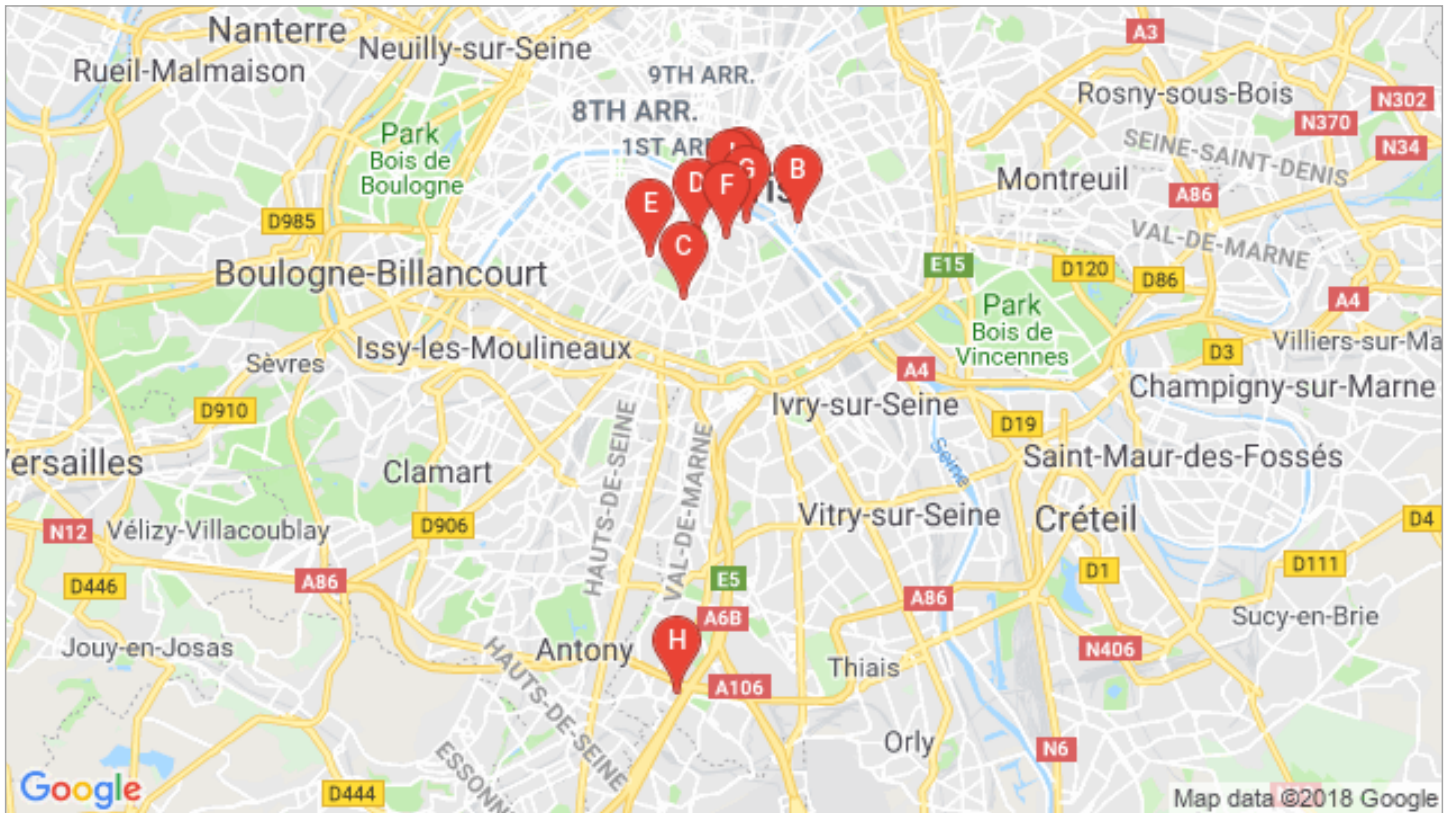 Nanterre
Neuilly-sur-Seine
Rueil-Malmaison
A3
9TH ARR.
8TH ARR.
1ST AR
Rosny-sous-Bois
N302
N370
N34
SEINE-SAINT-DENIS
Park
Bois de
Boulogne
D985
E
D
F
G
B
C
Montreuil
A86
VAL-DE-MARNE
E15
D120
D86
A4
Boulogne-Billancourt
Park
Bois de
Vincennes
Issy-les-Moulineaux
Sèvres
A4
D3
Villiers-sur-Ma
Champigny-sur-Marne
D910
Ivry-sur-Seine
D19
HAUTS-DE-SEINE
VAL-DE-MARNE
Seine
ersailles
Clamart
Saint-Maur-des-Fossés
N12
Vélizy-Villacoublay
D906
Vitry-sur-Seine
Créteil
D4
D446
A86
E5
A86
D1
D111
A6B
Sucy-en-Brie
Jouy-en-Josas
Antony
H
A106
Thiais
N406
HAUTS-DE-SEINE
Orly
N6
ESSONN
D444
Google
Map data ©2018 Google